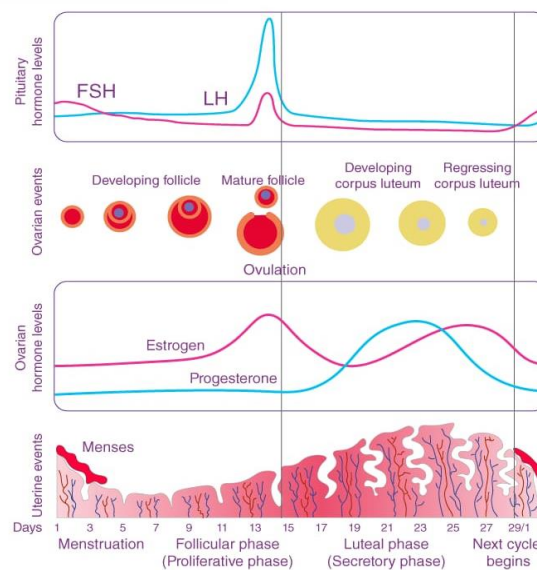 Pituitary
hormone levels
FSH
LH
Ovarian events
Developing follicle
Mature follicle
Developing
corpus luteum
Regressing
corpus luteum
Ovulation
Ovarian
hormone levels
Estrogen
Progesterone
Uterine events
Menses
Days
1 3 5 7 9 11 13 15 17 19 21 23 25 27 29/1
Menstruation
Follicular phase
(Proliferative phase)
Luteal phase
(Secretory phase)
Next cycle
begins